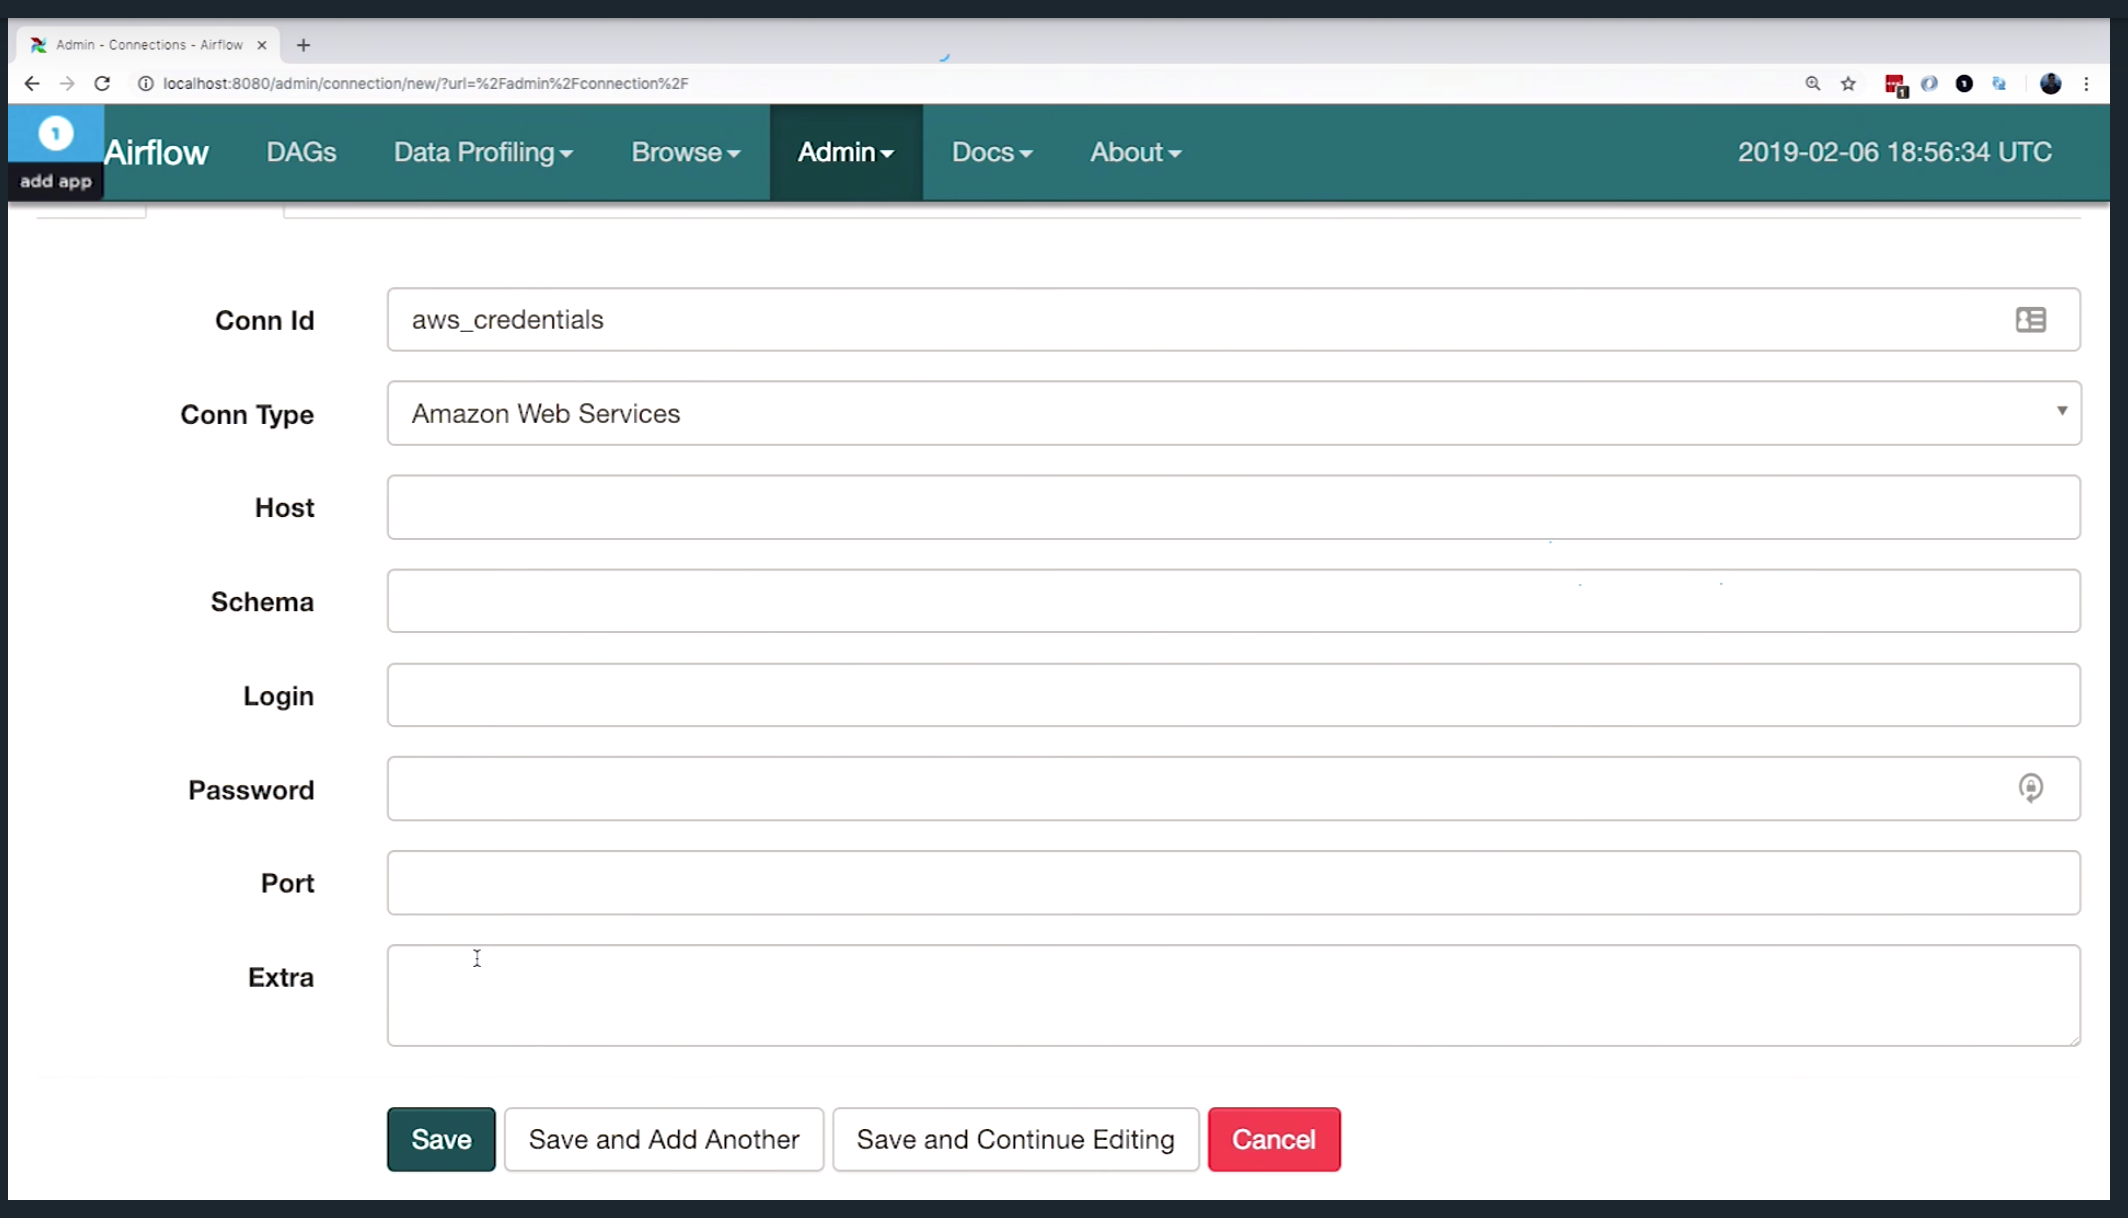 Admin - Connections - Airflow
localhost:8080/admin/connection/new/?url=%2Fadmin%2Fconnection%2F
1
add app
Airflow DAGs Data Profiling Browse Admin Docs About 2019-02-06 18:56:34 UTC
Conn Id aws_credentials
Conn Type Amazon Web Services
Host
Schema
Login
Password
Port
Extra
Save Save and Add Another Save and Continue Editing Cancel